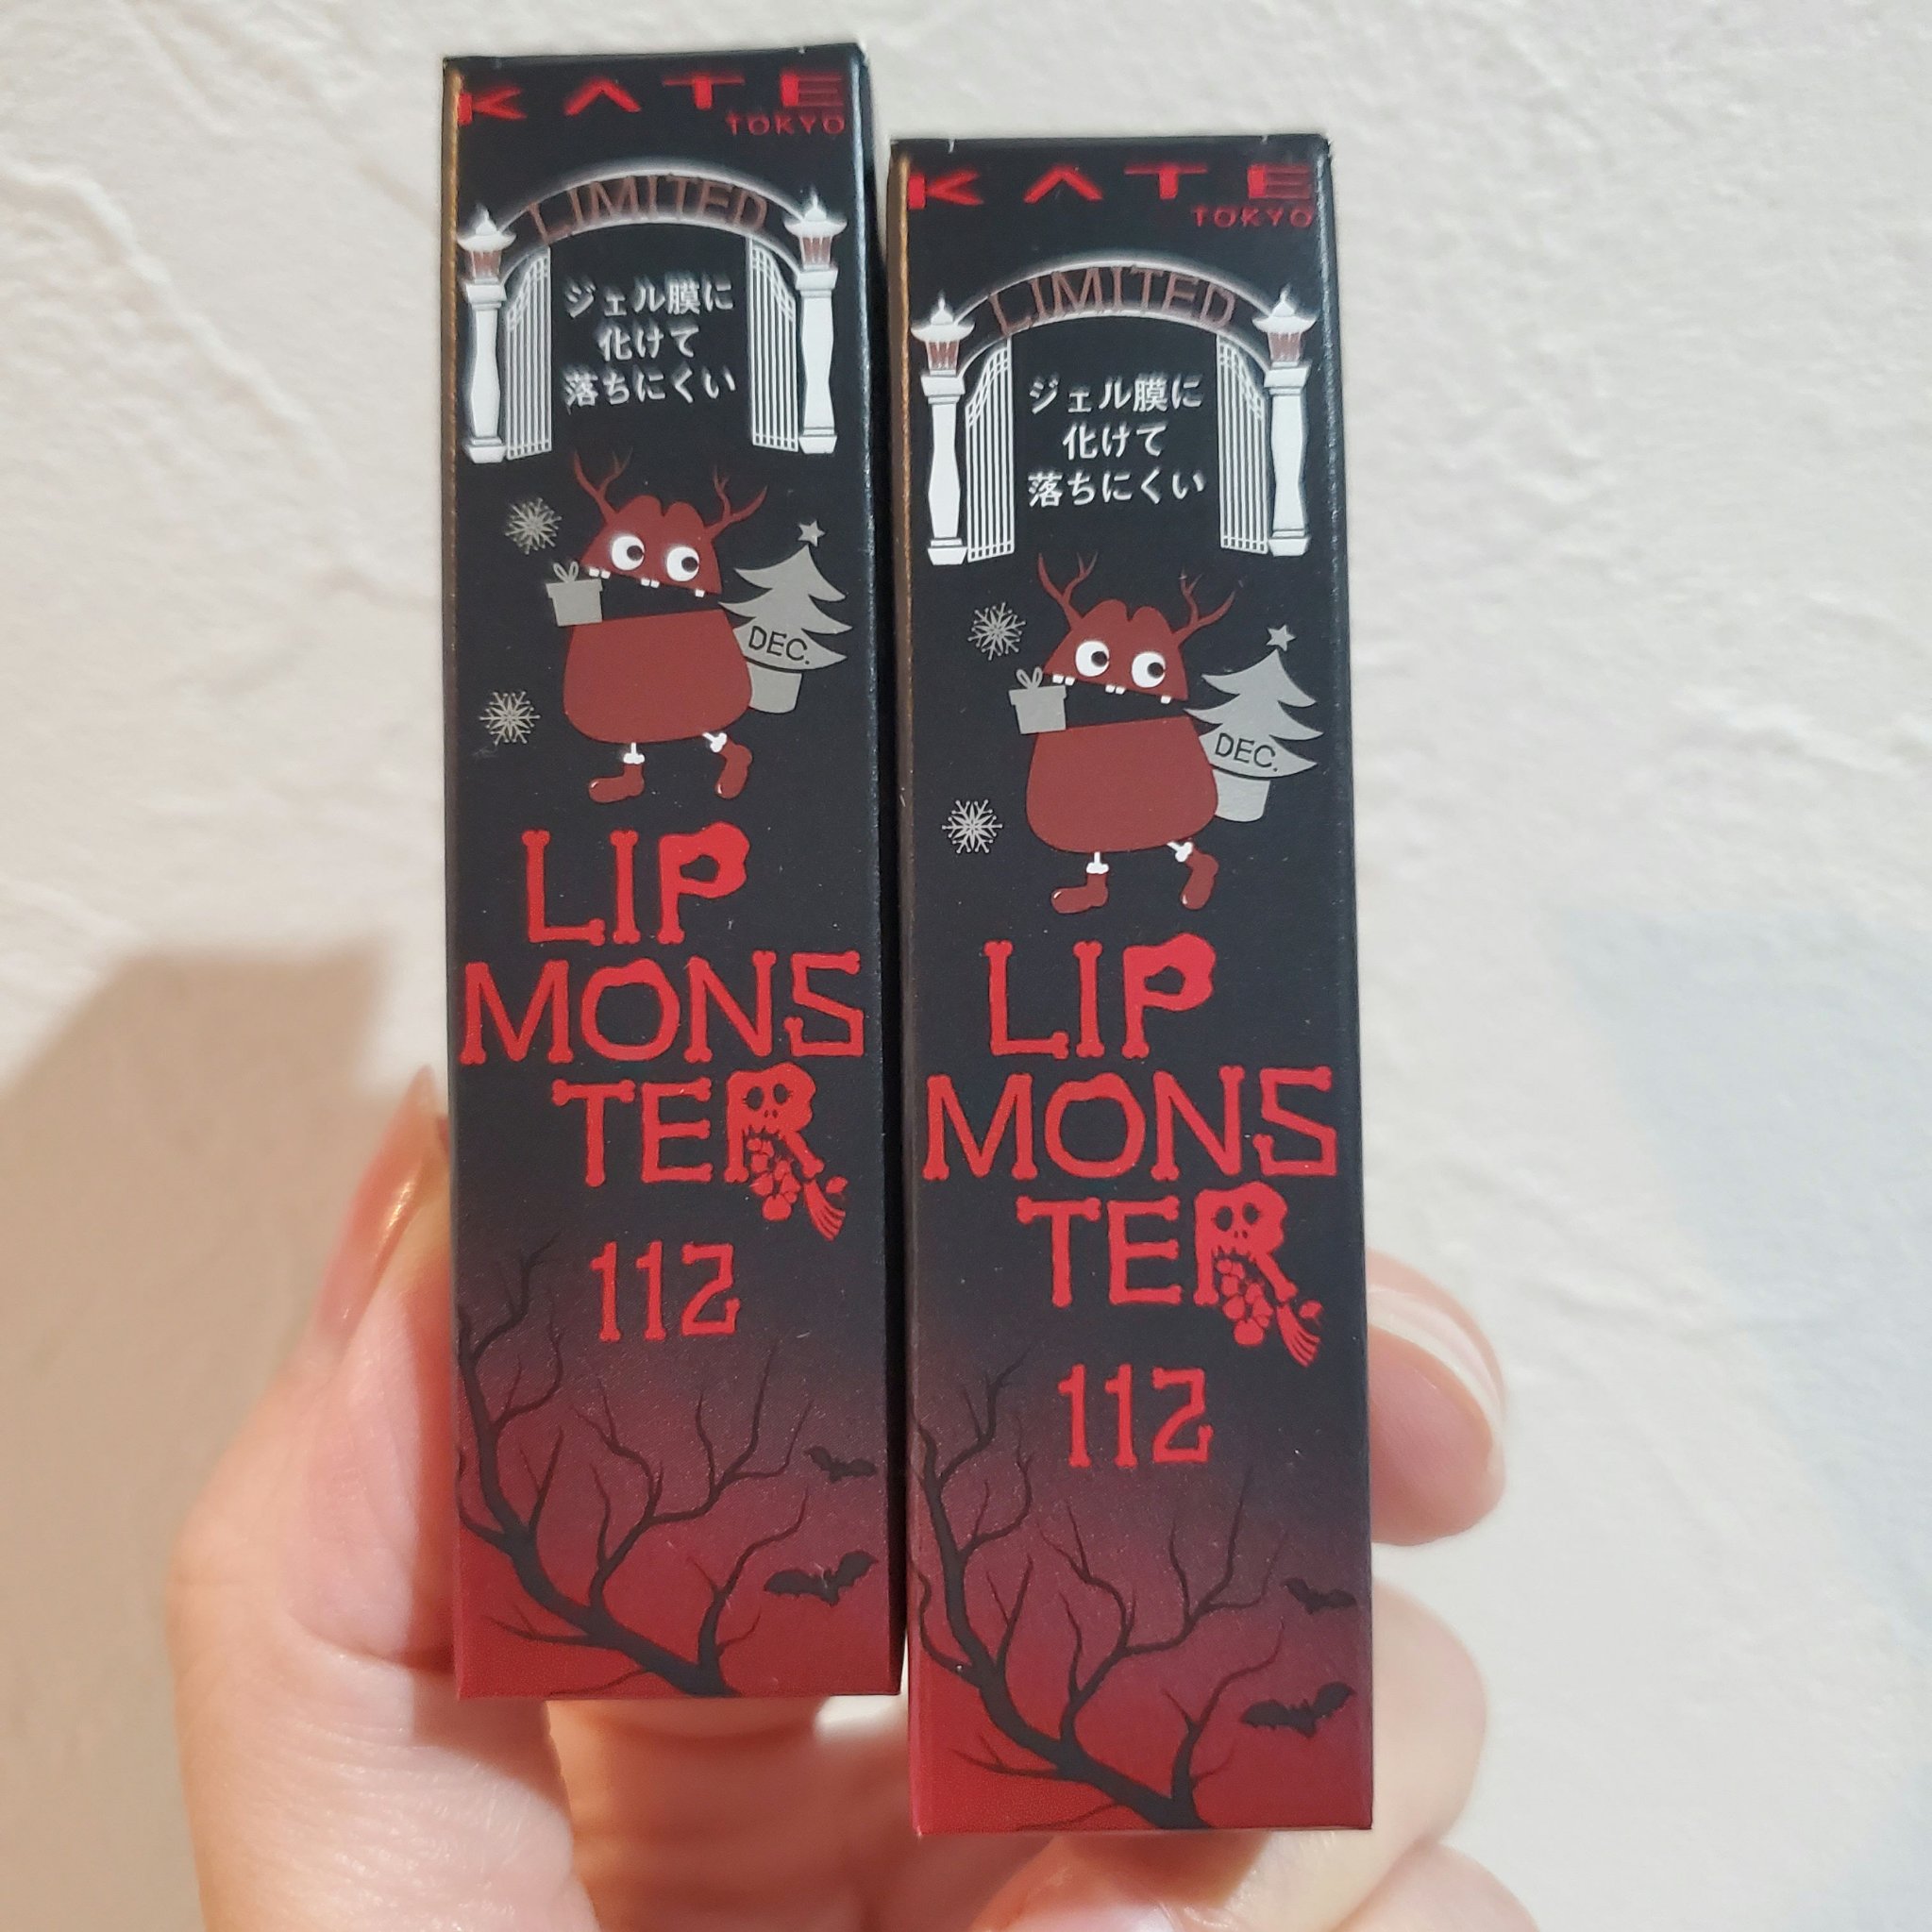 KATE
TOKYO
LIMITED
ジェル膜に
化けて
落ちにくい
DEC.
LIP
MONS
TER
112
KATE
TOKYO
LIMITED
ジェル膜に
化けて
落ちにくい
DEC.
LIP
MONS
TER
112